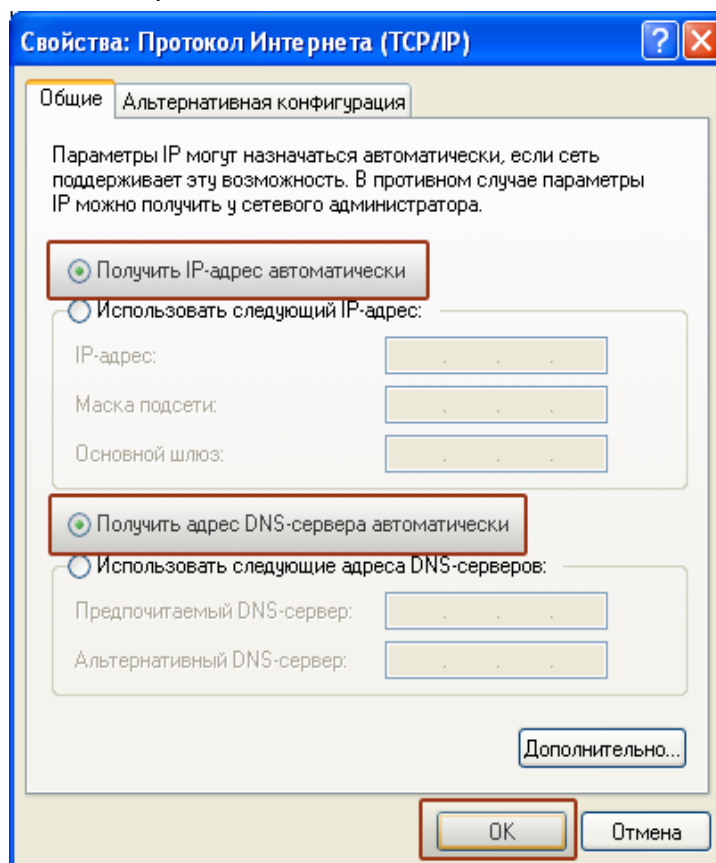 Свойства: Протокол Интернета (TCP/IP)
Общие
Альтернативная конфигурация
Параметры IP могут назначаться автоматически, если сеть
поддерживает эту возможность. В противном случае параметры
IP можно получить у сетевого администратора.
Получить IP-адрес автоматически
Использовать следующий IP-адрес:
IP-адрес:
Маска подсети:
Основной шлюз:
Получить адрес DNS-сервера автоматически
Использовать следующие адреса DNS-серверов:
Предпочитаемый DNS-сервер:
Альтернативный DNS-сервер:
Дополнительно...
OK
Отмена